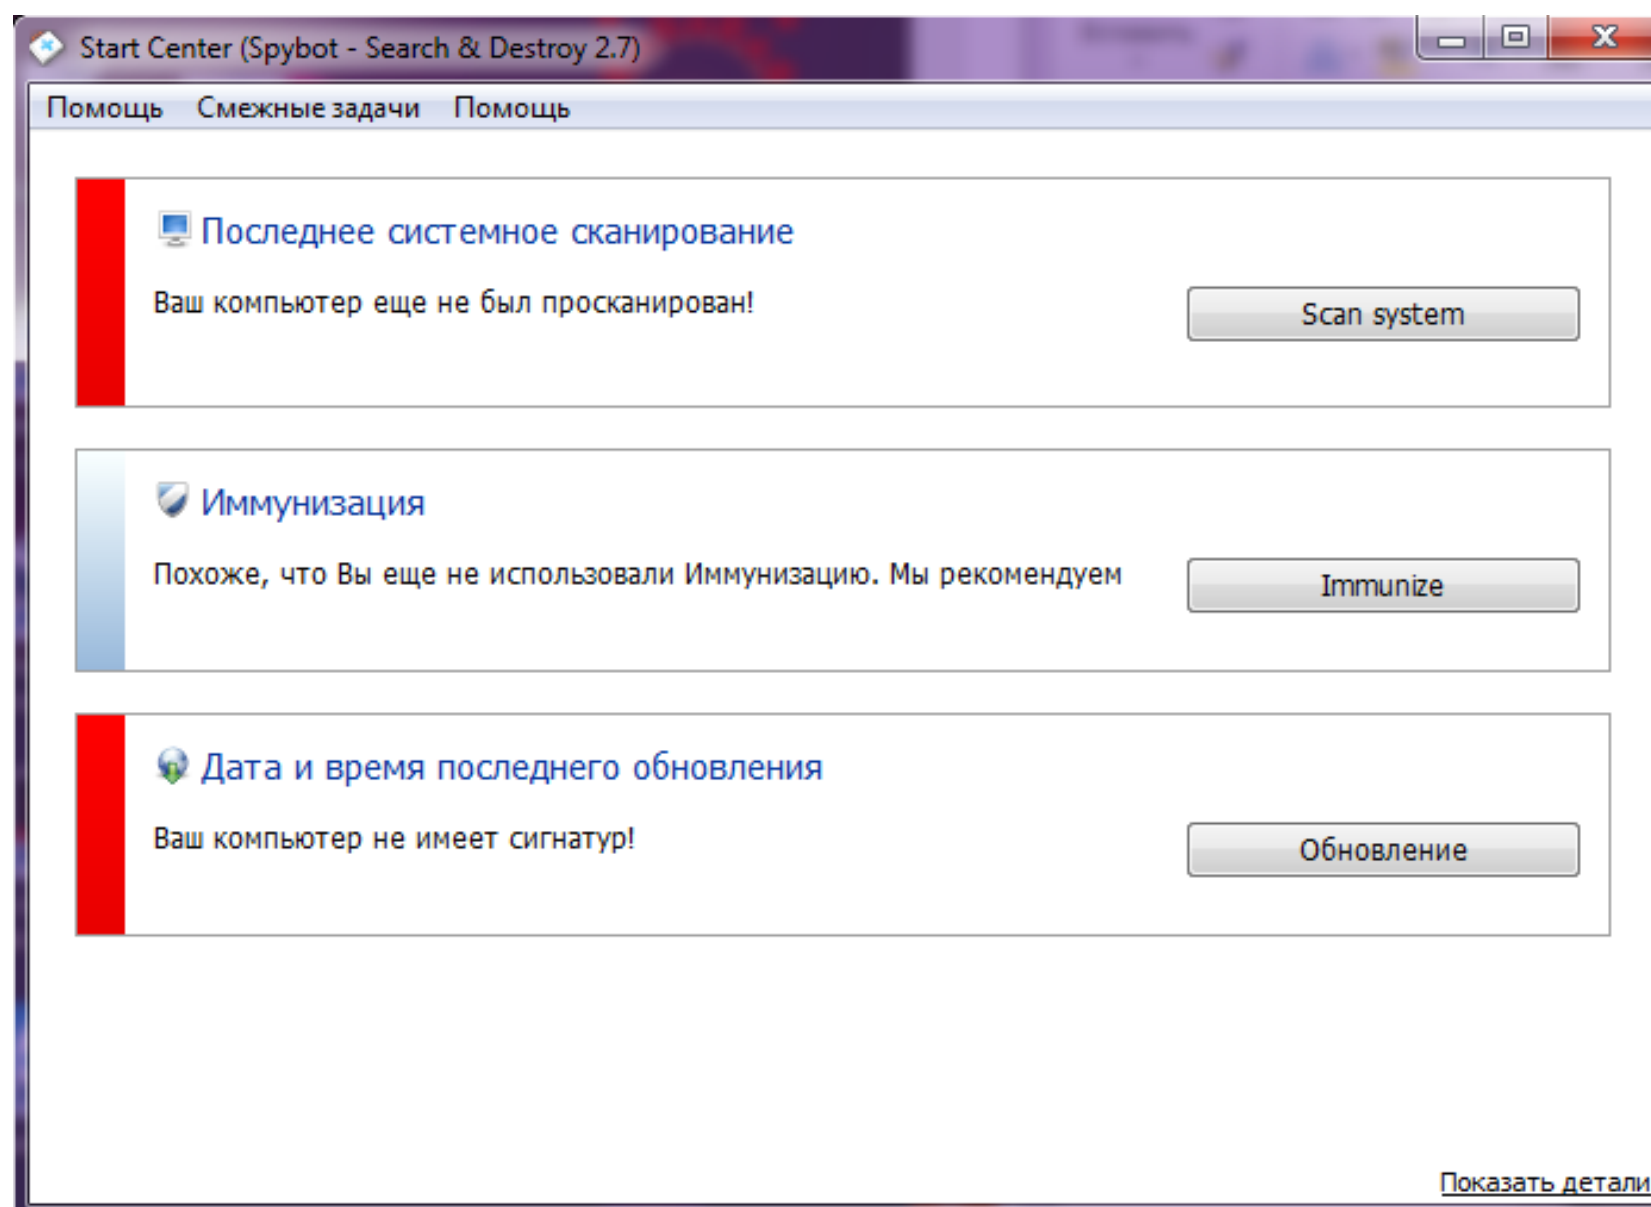 Start Center (Spybot - Search & Destroy 2.7)
Помощь Смежные задачи Помощь
Последнее системное сканирование
Ваш компьютер еще не был просканирован!
Scan system
Иммунизация
Похоже, что Вы еще не использовали Иммунизацию. Мы рекомендуем
Immunize
Дата и время последнего обновления
Ваш компьютер не имеет сигнатур!
Обновление
Показать детали